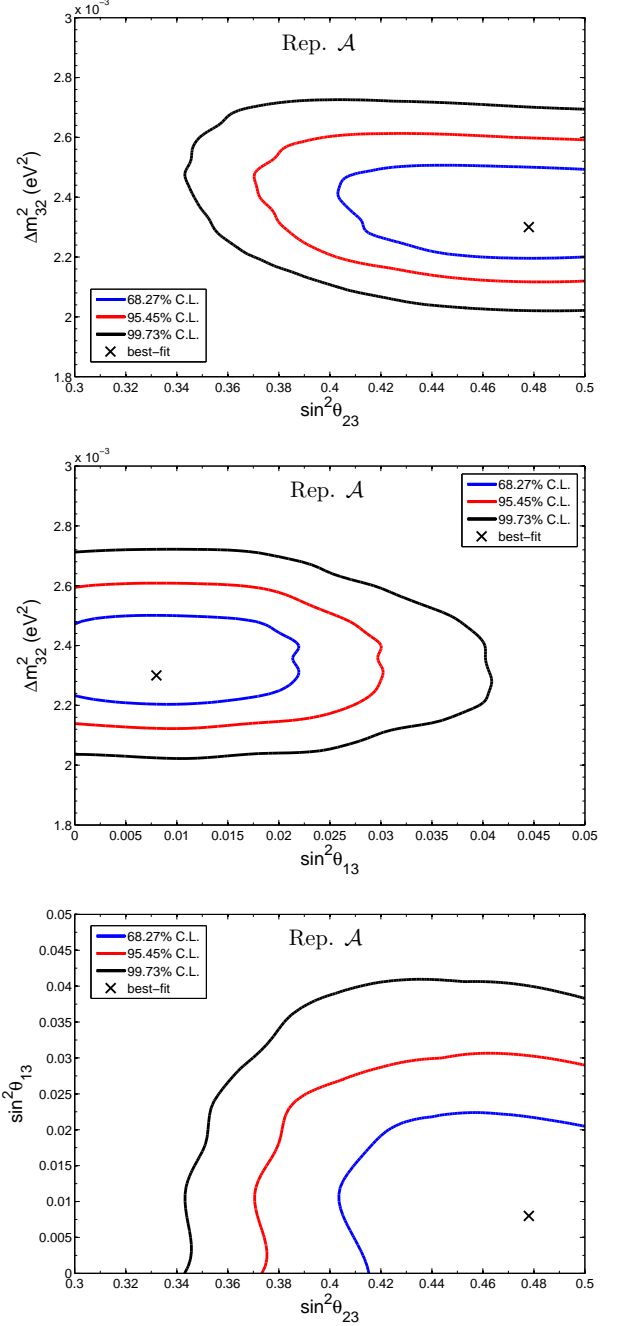 x 10⁻³
3
2.8
2.6
2.4
2.2
2
1.8
Δm²₃₂ (eV²)
Rep. 𝒜
68.27% C.L.
95.45% C.L.
99.73% C.L.
best−fit
0.3 0.32 0.34 0.36 0.38 0.4 0.42 0.44 0.46 0.48 0.5
sin²θ₂₃
x 10⁻³
3
2.8
2.6
2.4
2.2
2
1.8
Δm²₃₂ (eV²)
Rep. 𝒜
68.27% C.L.
95.45% C.L.
99.73% C.L.
best−fit
0 0.005 0.01 0.015 0.02 0.025 0.03 0.035 0.04 0.045 0.05
sin²θ₁₃
0.05
0.045
0.04
0.035
0.03
0.025
0.02
0.015
0.01
0.005
0
sin²θ₁₃
68.27% C.L.
95.45% C.L.
99.73% C.L.
best−fit
Rep. 𝒜
0.3 0.32 0.34 0.36 0.38 0.4 0.42 0.44 0.46 0.48 0.5
sin²θ₂₃